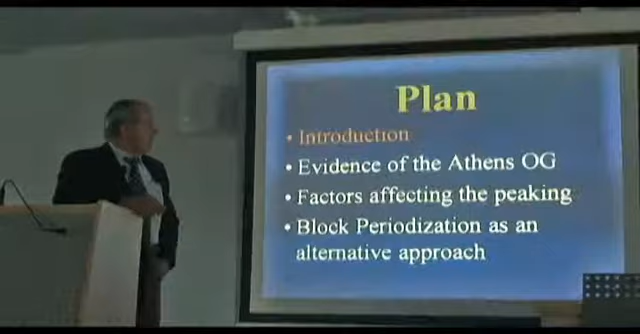 Plan
• Introduction
• Evidence of the Athens OG
• Factors affecting the peaking
• Block Periodization as an
alternative approach